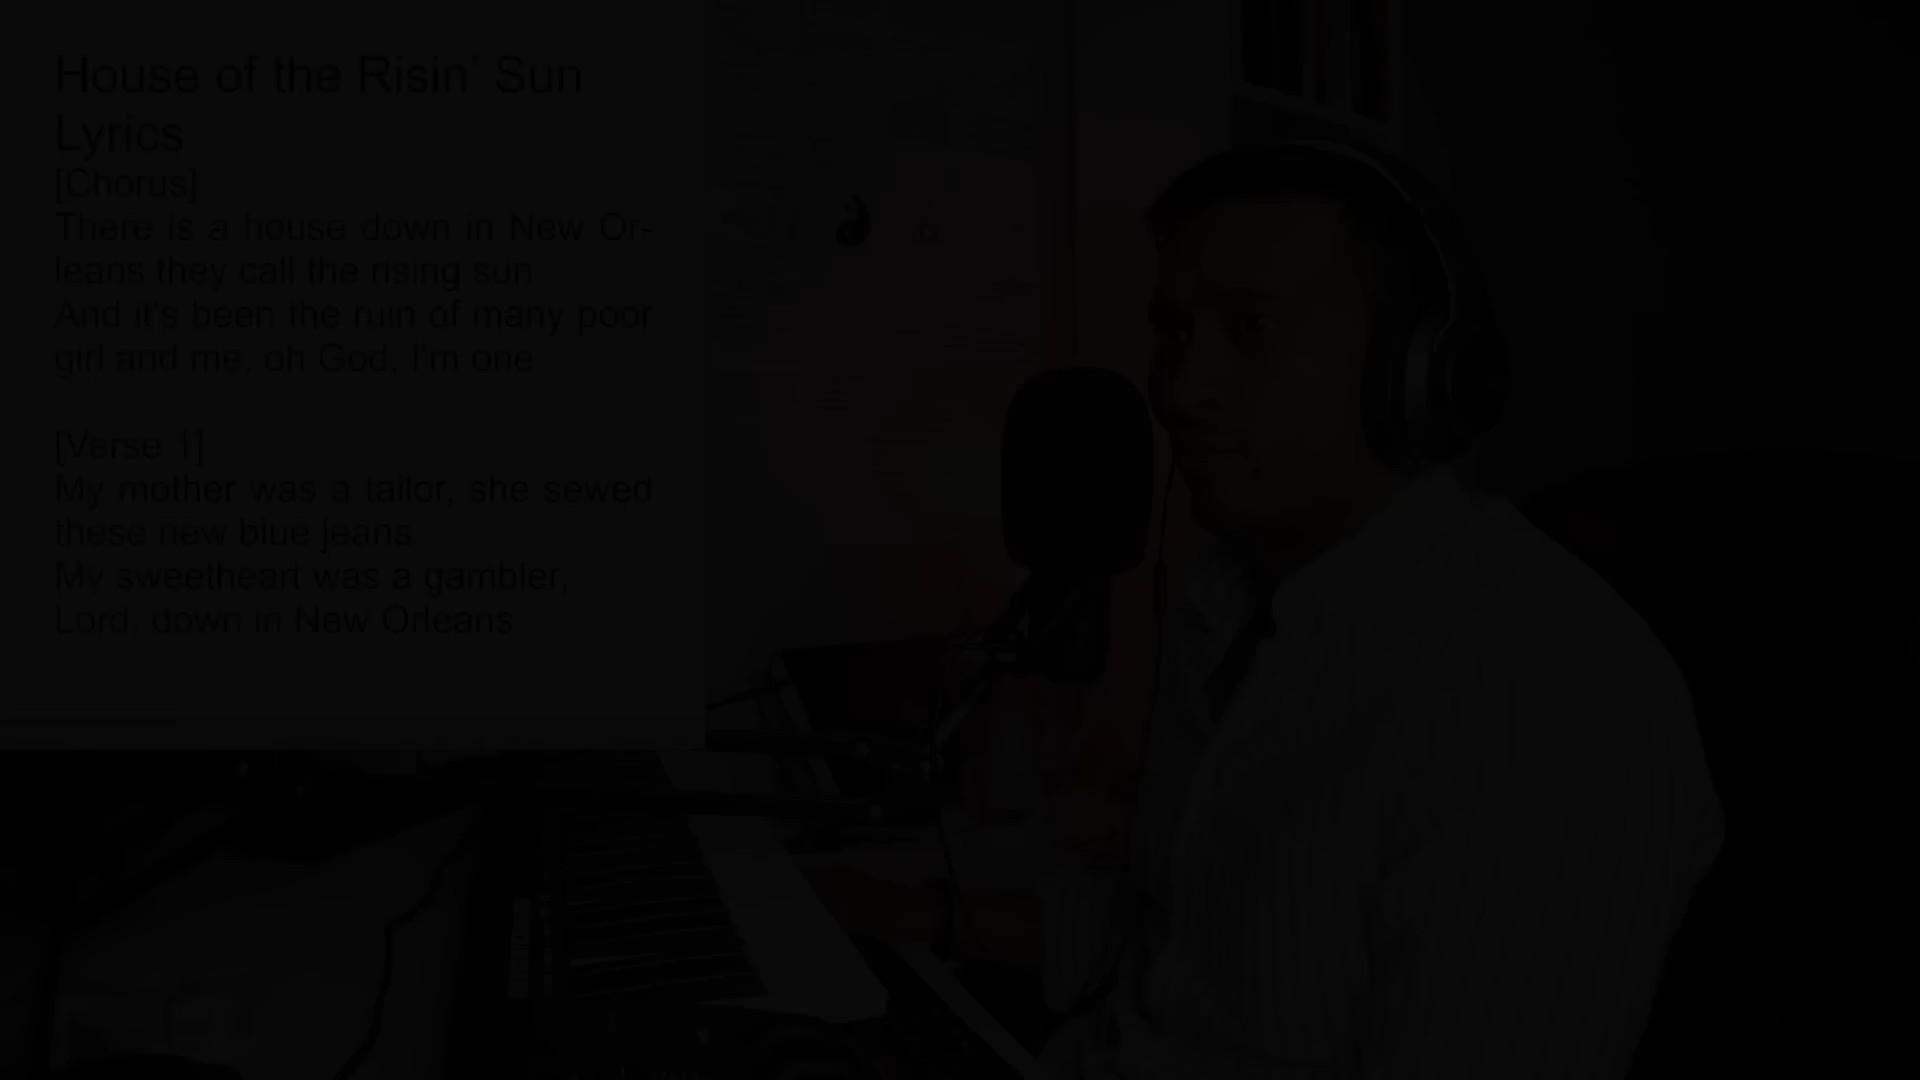 House of the Risin' Sun
Lyrics
[Chorus]
There is a house down in New Or-
leans they call the rising sun
And it's been the ruin of many poor
girl and me, oh God, I'm one
[Verse 1]
My mother was a tailor, she sewed
these new blue jeans
My sweetheart was a gambler,
Lord, down in New Orleans